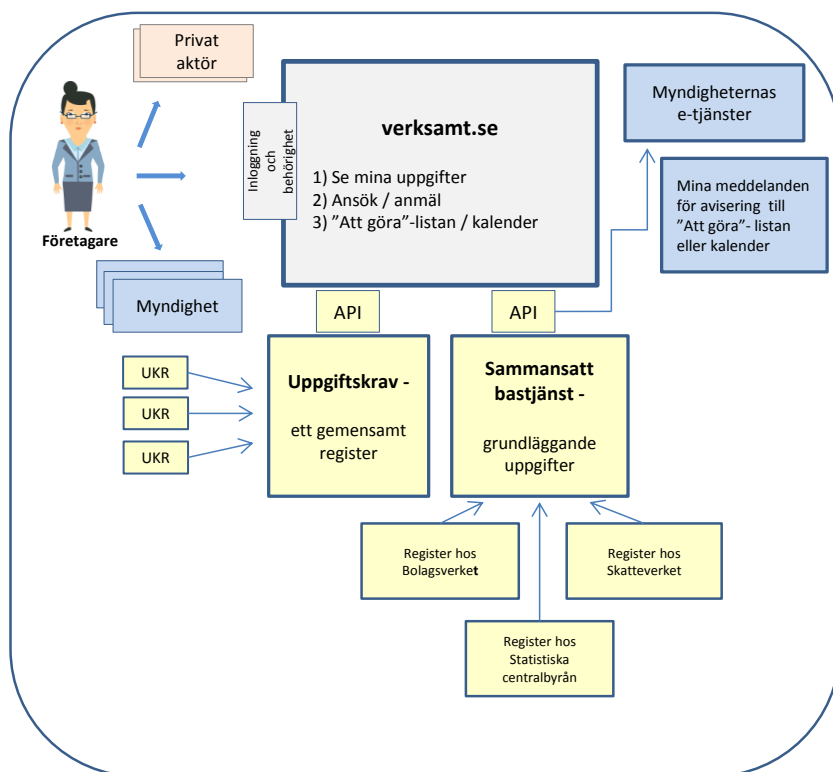 Privat
aktör
Företagare
Myndighet
Inloggning
och
behörighet
verksamt.se
1) Se mina uppgifter
2) Ansök / anmäl
3) ”Att göra”-listan / kalender
Myndigheternas
e-tjänster
Mina meddelanden
för avisering till
”Att göra”- listan
eller kalender
API
API
UKR
UKR
UKR
Uppgiftskrav -
ett gemensamt
register
Sammansatt
bastjänst -
grundläggande
uppgifter
Register hos
Bolagsverket
Register hos
Skatteverket
Register hos
Statistiska
centralbyrån